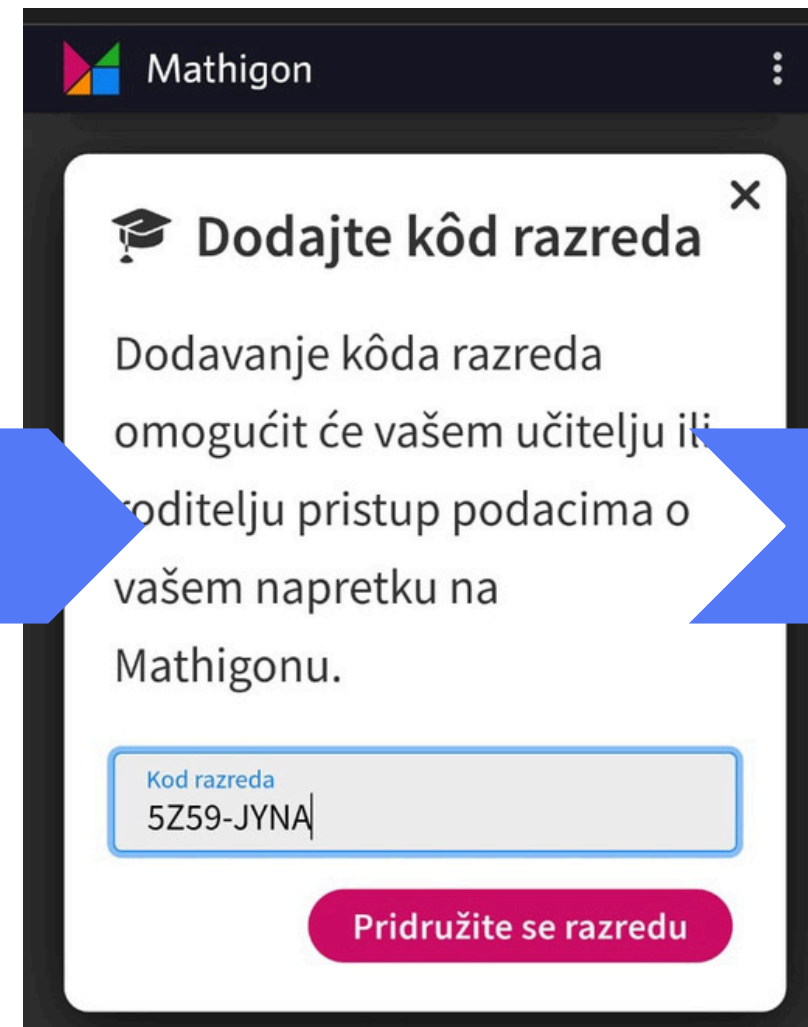 Mathigon
Dodajte kôd razreda
Dodavanje kôda razreda
omogućit će vašem učitelju ili
roditelju pristup podacima o
vašem napretku na
Mathigonu.
Kod razreda
5Z59-JYNA
Pridružite se razredu